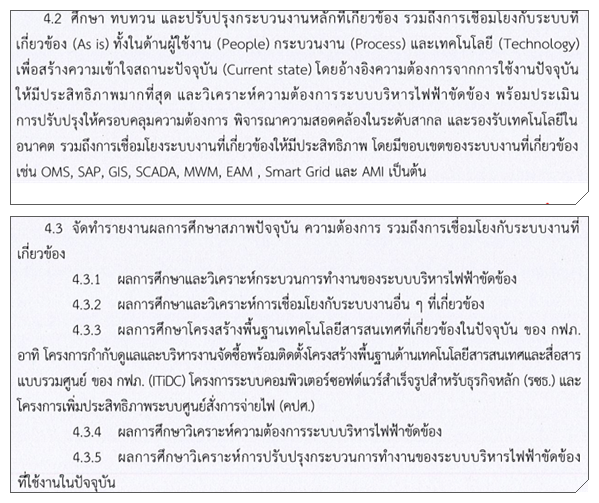 4.2 ศึกษา ทบทวน และปรับปรุงกระบวนงานหลักที่เกี่ยวข้อง รวมถึงการเชื่อมโยงกับระบบที่
เกี่ยวข้อง (As is) ทั้งในด้านผู้ใช้งาน (People) กระบวนงาน (Process) และเทคโนโลยี (Technology)
เพื่อสร้างความเข้าใจสถานะปัจจุบัน (Current state) โดยอ้างอิงความต้องการจากการใช้งานปัจจุบัน
ให้มีประสิทธิภาพมากที่สุด และวิเคราะห์ความต้องการระบบบริหารไฟฟ้าขัดข้อง พร้อมประเมิน
การปรับปรุงให้ครอบคลุมความต้องการ พิจารณาความสอดคล้องในระดับสากล และรองรับเทคโนโลยีใน
อนาคต รวมถึงการเชื่อมโยงระบบงานที่เกี่ยวข้องให้มีประสิทธิภาพ โดยมีขอบเขตของระบบงานที่เกี่ยวข้อง
เช่น OMS, SAP, GIS, SCADA, MWM, EAM , Smart Grid และ AMI เป็นต้น
4.3 จัดทำรายงานผลการศึกษาสภาพปัจจุบัน ความต้องการ รวมถึงการเชื่อมโยงกับระบบงานที่
เกี่ยวข้อง
4.3.1 ผลการศึกษาและวิเคราะห์กระบวนการทำงานของระบบบริหารไฟฟ้าขัดข้อง
4.3.2 ผลการศึกษาและวิเคราะห์การเชื่อมโยงกับระบบงานอื่น ๆ ที่เกี่ยวข้อง
4.3.3 ผลการศึกษาโครงสร้างพื้นฐานเทคโนโลยีสารสนเทศที่เกี่ยวข้องในปัจจุบัน ของ กฟภ.
อาทิ โครงการกำกับดูแลและบริหารงานจัดซื้อพร้อมติดตั้งโครงสร้างพื้นฐานด้านเทคโนโลยีสารสนเทศและสื่อสาร
แบบรวมศูนย์ ของ กฟภ. (ITiDC) โครงการระบบคอมพิวเตอร์ซอฟต์แวร์สำเร็จรูปสำหรับธุรกิจหลัก (รซธ.) และ
โครงการเพิ่มประสิทธิภาพระบบศูนย์สั่งการจ่ายไฟ (คปศ.)
4.3.4 ผลการศึกษาวิเคราะห์ความต้องการระบบบริหารไฟฟ้าขัดข้อง
4.3.5 ผลการศึกษาวิเคราะห์การปรับปรุงกระบวนการทำงานของระบบบริหารไฟฟ้าขัดข้อง
ที่ใช้งานในปัจจุบัน